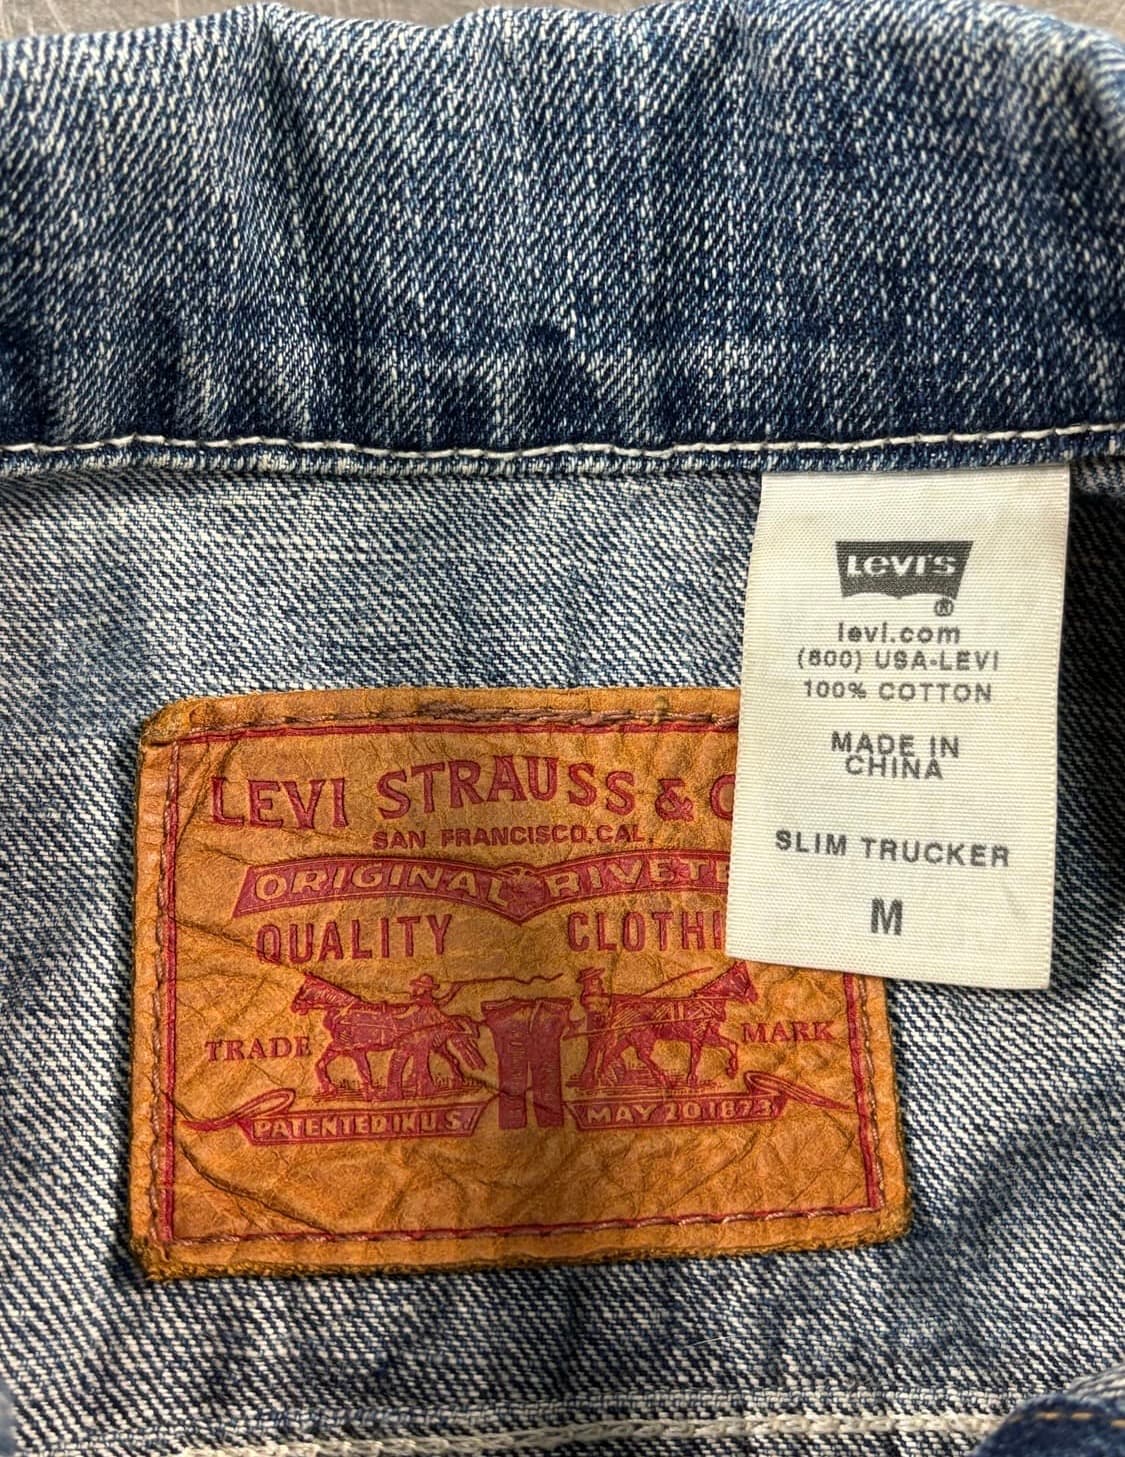 LEVI'S
®
levi.com
(800) USA-LEVI
100% COTTON
MADE IN
CHINA
SLIM TRUCKER
M
LEVI STRAUSS & C
SAN FRANCISCO, CAL.
ORIGINAL RIVETE
QUALITY CLOTHI
TRADE MARK
PATENTED IN U.S. MAY 20 1873